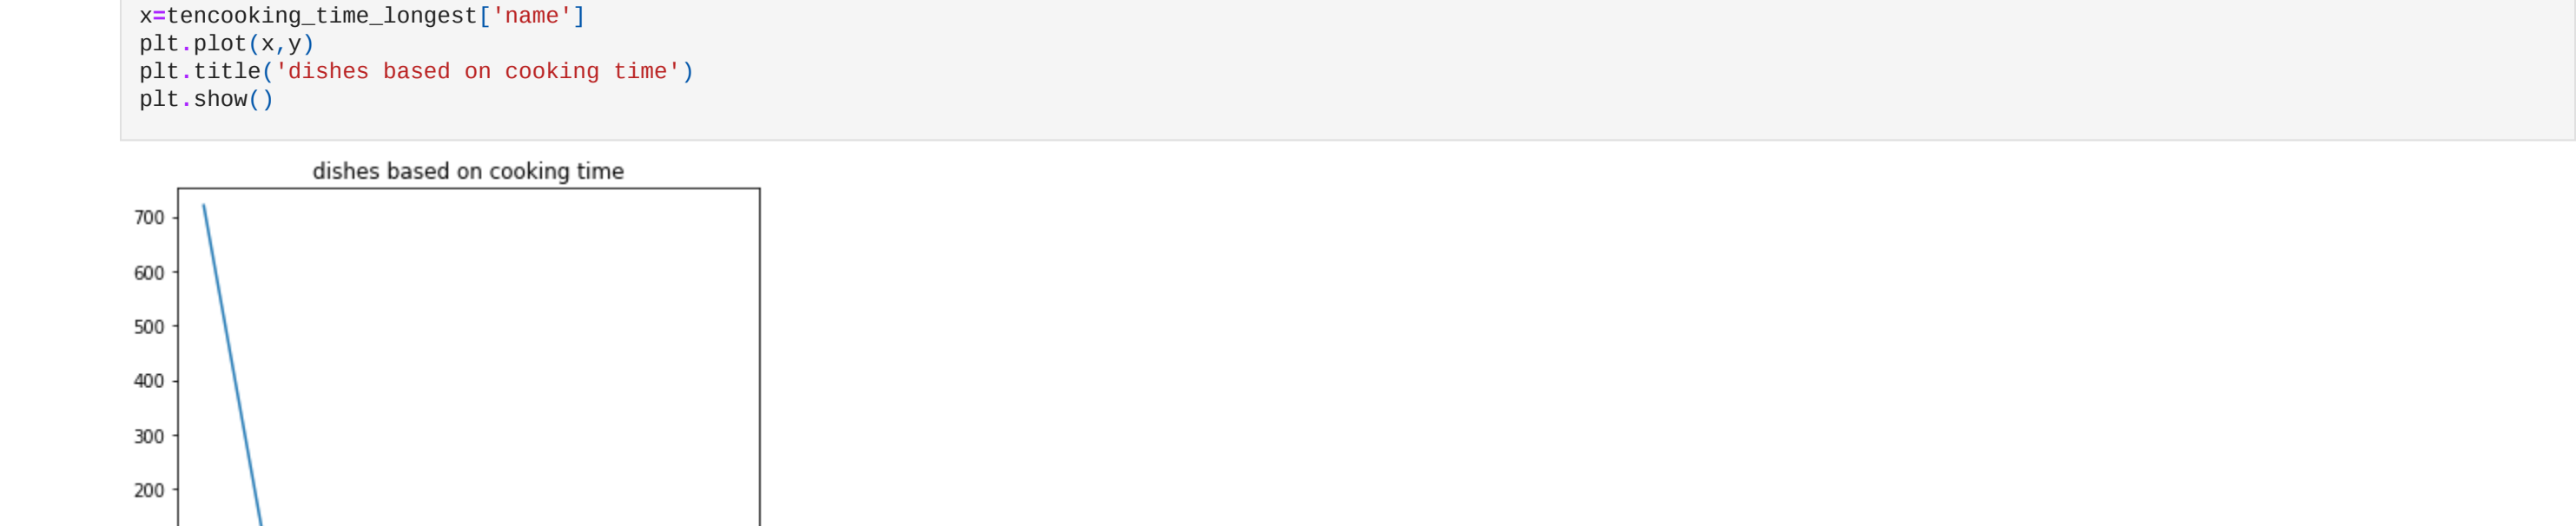 x=tencooking_time_longest['name']
plt.plot(x,y)
plt.title('dishes based on cooking time')
plt.show()
dishes based on cooking time
700
600
500
400
300
200